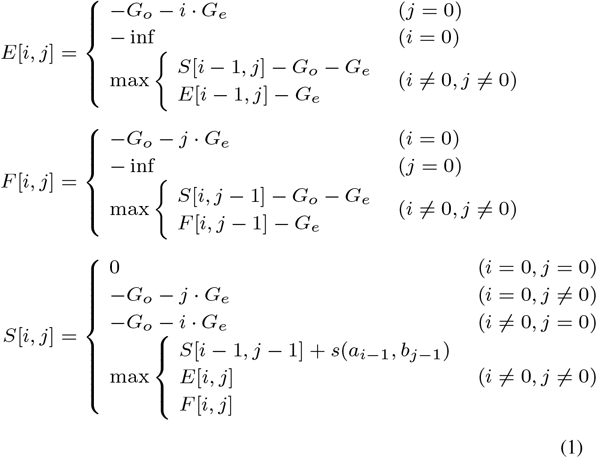 −G_o − i · G_e (j = 0)
E[i, j] = { − inf (i = 0)
max { S[i − 1, j] − G_o − G_e
E[i − 1, j] − G_e (i ≠ 0, j ≠ 0)
−G_o − j · G_e (i = 0)
F[i, j] = { − inf (j = 0)
max { S[i, j − 1] − G_o − G_e
F[i, j − 1] − G_e (i ≠ 0, j ≠ 0)
0 (i = 0, j = 0)
−G_o − j · G_e (i = 0, j ≠ 0)
−G_o − i · G_e (i ≠ 0, j = 0)
S[i, j] = { max { S[i − 1, j − 1] + s(a_{i−1}, b_{j−1})
E[i, j] (i ≠ 0, j ≠ 0)
F[i, j]
(1)